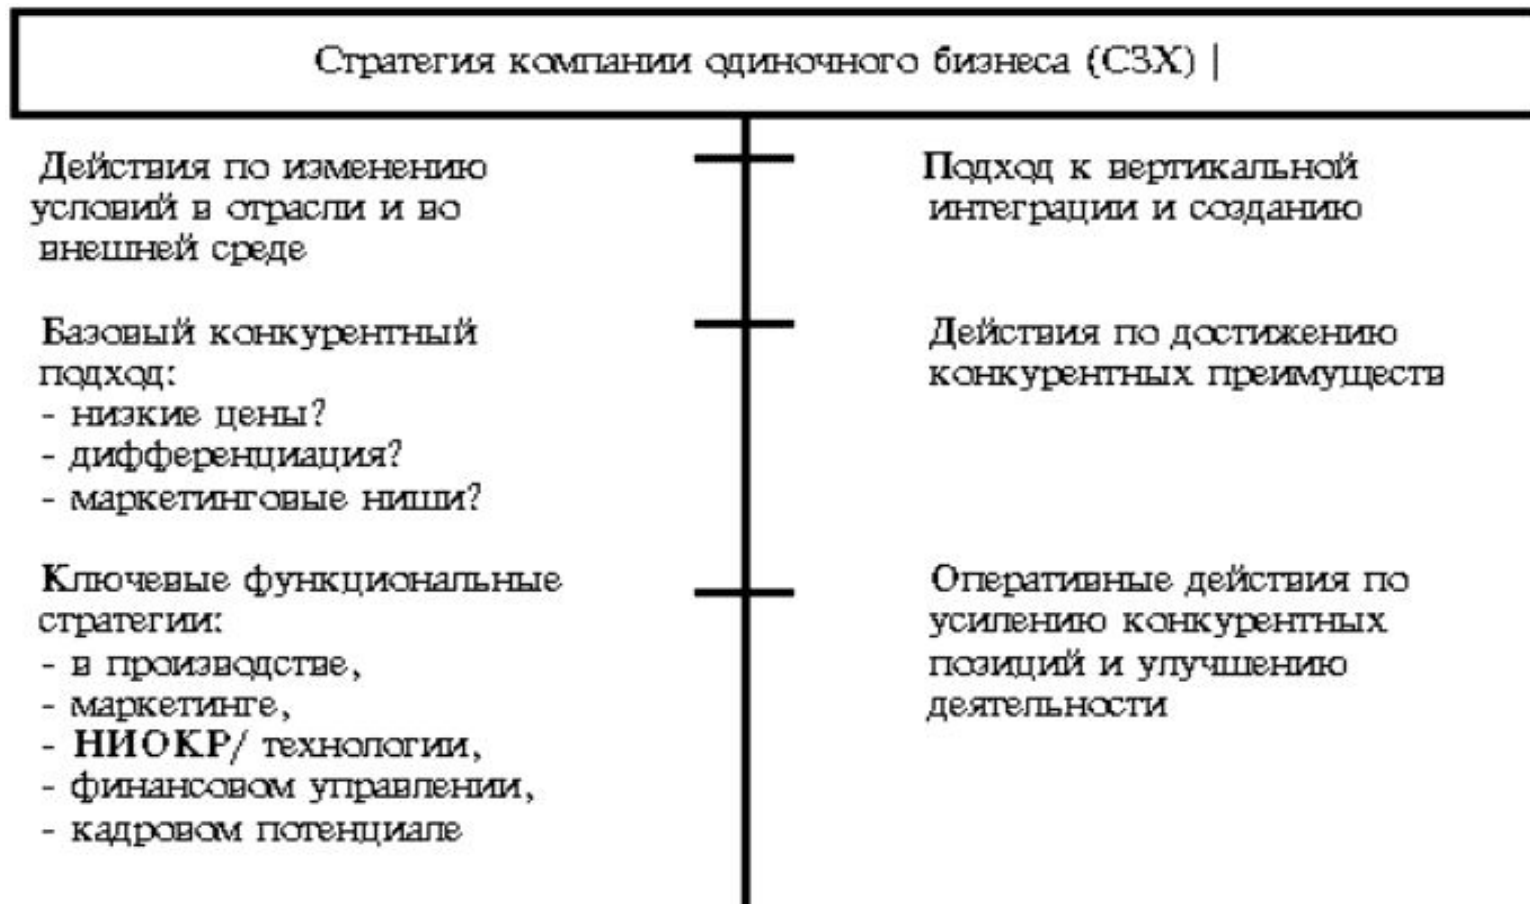 Стратегия компании одиночного бизнеса (СЗХ) |
Действия по изменению
условий в отрасли и во
внешней среде
Подход к вертикальной
интеграции и созданию
Базовый конкурентный
подход:
- низкие цены?
- дифференциация?
- маркетинговые ниши?
Действия по достижению
конкурентных преимуществ
Ключевые функциональные
стратегии:
- в производстве,
- маркетинге,
- НИОКР/ технологии,
- финансовом управлении,
- кадровом потенциале
Оперативные действия по
усилению конкурентных
позиций и улучшению
деятельности